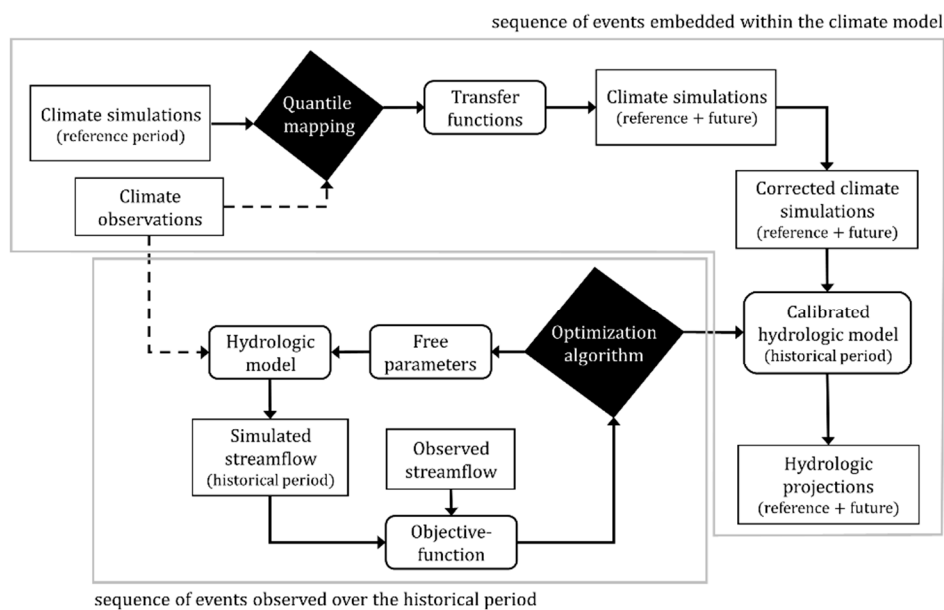 sequence of events embedded within the climate model
Climate simulations
(reference period)
Quantile
mapping
Transfer
functions
Climate simulations
(reference + future)
Climate
observations
Corrected climate
simulations
(reference + future)
Hydrologic
model
Free
parameters
Optimization
algorithm
Calibrated
hydrologic model
(historical period)
Simulated
streamflow
(historical period)
Observed
streamflow
Objective-
function
Hydrologic
projections
(reference + future)
sequence of events observed over the historical period